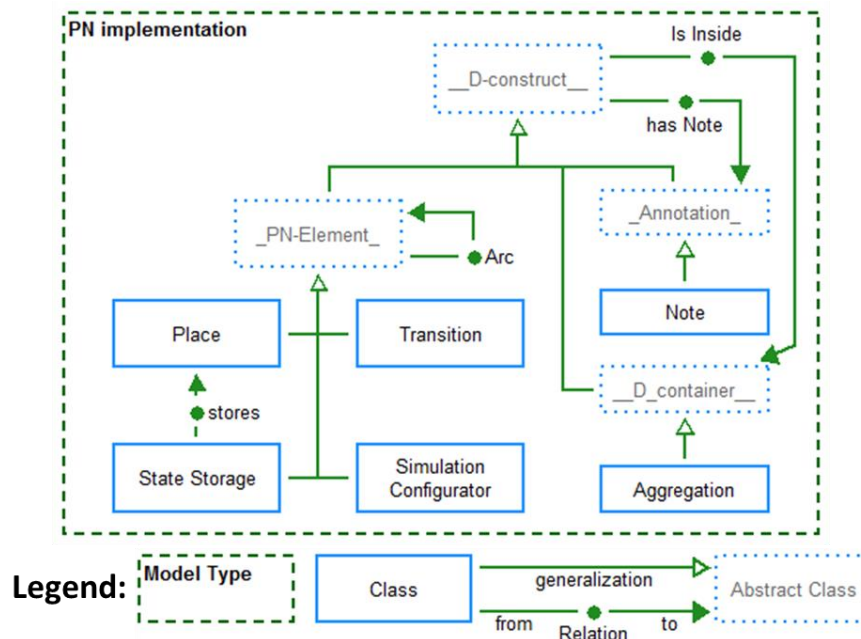 PN implementation
Is Inside
__D-construct__
has Note
_Annotation_
_PN-Element_
Arc
Note
Place
Transition
__D_container__
stores
State Storage
Simulation
Configurator
Aggregation
Legend:
Model Type
Class
generalization
Abstract Class
from
Relation
to